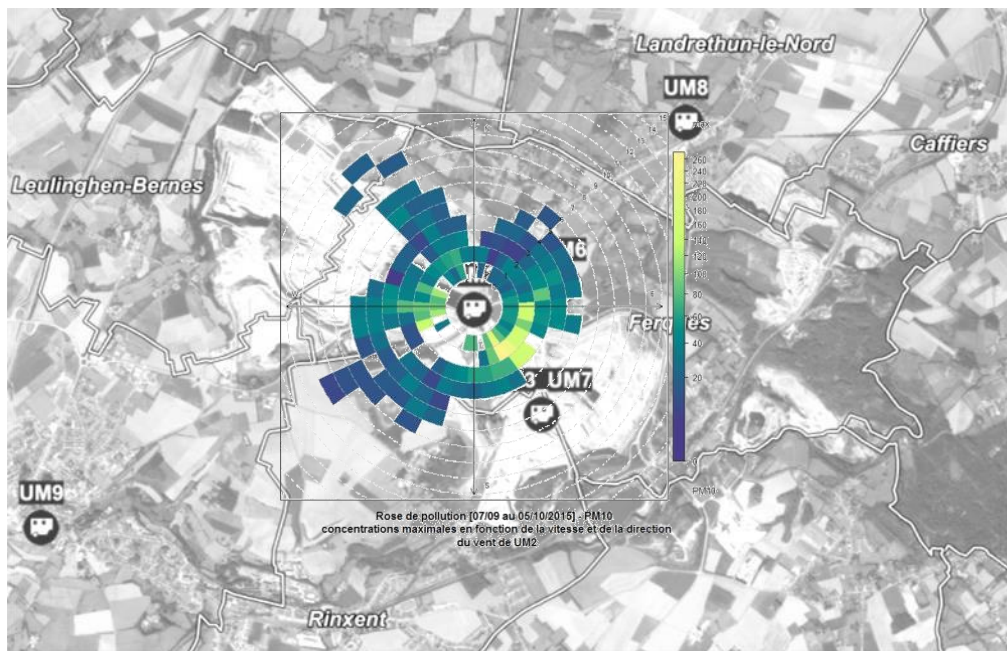 Landrethun-le-Nord
UM8
max
Caffiers
Leulinghen-Bernes
260
240
220
200
180
160
140
120
100
80
60
40
20
0
Ferques
UM7
PM10
UM9
Rose de pollution [07/09 au 05/10/2015] - PM10
concentrations maximales en fonction de la vitesse et de la direction
du vent de UM2
Rinxent